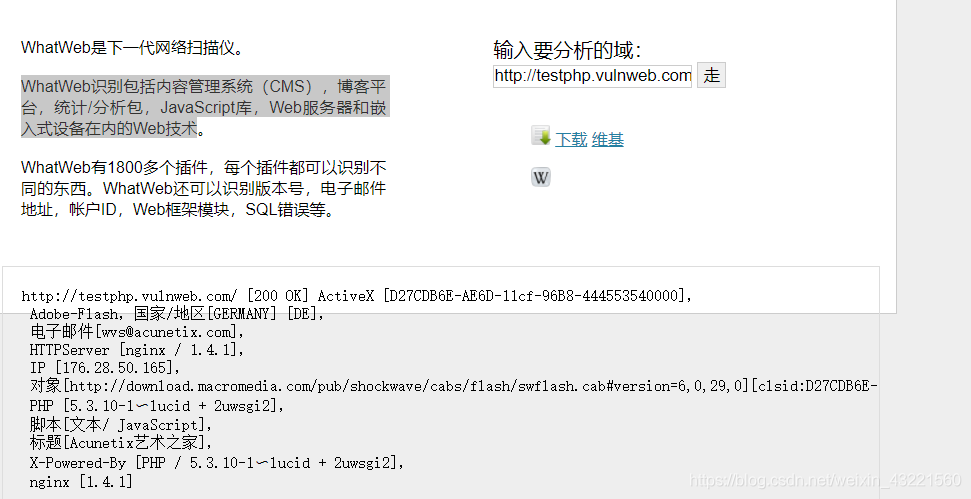 WhatWeb是下一代网络扫描仪。
WhatWeb识别包括内容管理系统（CMS），博客平
台，统计/分析包，JavaScript库，Web服务器和嵌
入式设备在内的Web技术。
WhatWeb有1800多个插件，每个插件都可以识别不
同的东西。WhatWeb还可以识别版本号，电子邮件
地址，帐户ID，Web框架模块，SQL错误等。
输入要分析的域：
http://testphp.vulnweb.com 走
下载 维基
W
http://testphp.vulnweb.com/ [200 OK] ActiveX [D27CDB6E-AE6D-11cf-96B8-444553540000]，
Adobe-Flash，国家/地区[GERMANY] [DE]，
电子邮件[wvs@acunetix.com]，
HTTPServer [nginx / 1.4.1]，
IP [176.28.50.165]，
对象[http://download.macromedia.com/pub/shockwave/cabs/flash/swflash.cab#version=6,0,29,0][clsid:D27CDB6E-
PHP [5.3.10-1〜lucid + 2uwsgi2]，
脚本[文本/ JavaScript]，
标题[Acunetix艺术之家]，
X-Powered-By [PHP / 5.3.10-1〜lucid + 2uwsgi2]，
nginx [1.4.1]
https://blog.csdn.net/weixin_43221560